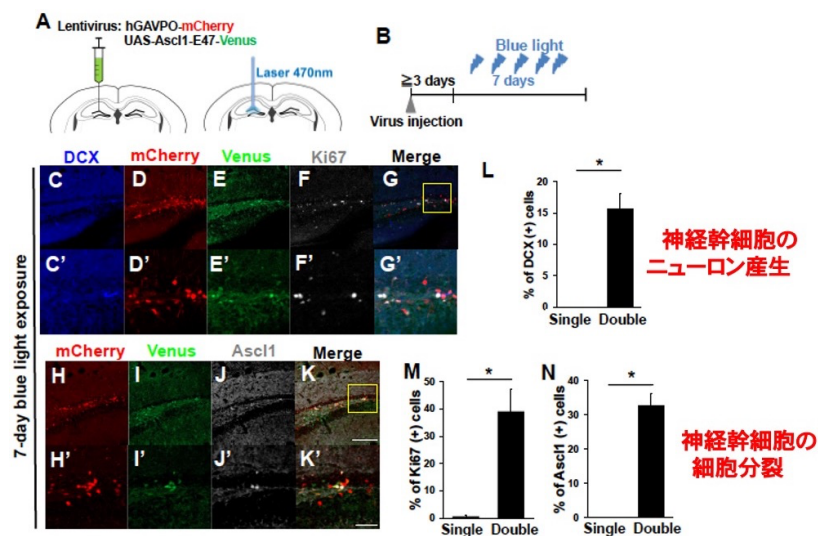 A
Lentivirus: hGAVPO-mCherry
UAS-Ascl1-E47-Venus
Laser 470nm
B
Blue light
≧3 days
7 days
Virus injection
7-day blue light exposure
DCX
mCherry
Venus
Ki67
Merge
C
D
E
F
G
C'
D'
E'
F'
G'
mCherry
Venus
Ascl1
Merge
H
I
J
K
H'
I'
J'
K'
L
% of DCX (+) cells
20
15
10
5
0
*
Single
Double
神経幹細胞の
ニューロン産生
M
% of Ki67 (+) cells
50
40
30
20
10
0
*
Single
Double
N
% of Ascl1 (+) cells
40
30
20
10
0
*
Single
Double
神経幹細胞の
細胞分裂